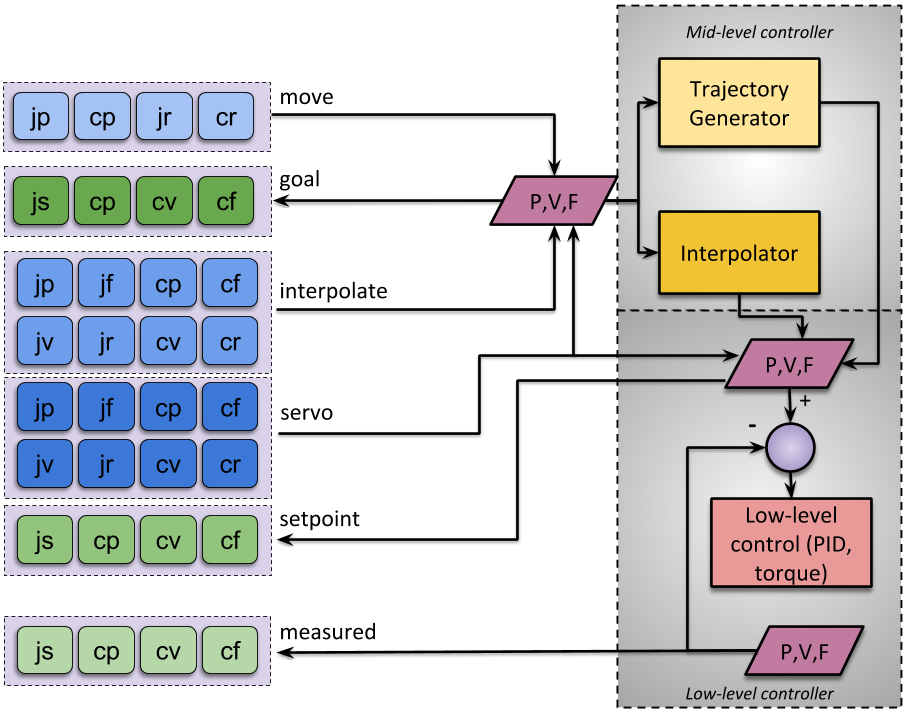 Mid-level controller
jp cp jr cr
move
Trajectory
Generator
js cp cv cf
goal
P,V,F
Interpolator
jp jf cp cf
jv jr cv cr
interpolate
P,V,F
+
-
jp jf cp cf
jv jr cv cr
servo
js cp cv cf
setpoint
Low-level
control (PID,
torque)
js cp cv cf
measured
P,V,F
Low-level controller